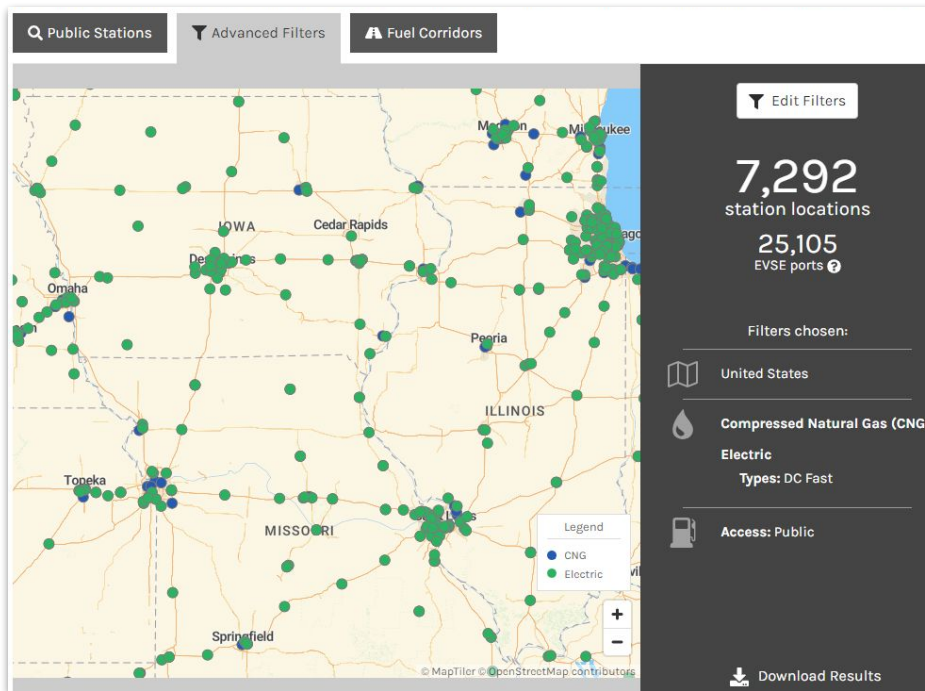 Public Stations
Advanced Filters
Fuel Corridors
Edit Filters
7,292
station locations
25,105
EVSE ports ?
Filters chosen:
United States
Compressed Natural Gas (CNG
Electric
Types: DC Fast
Access: Public
Download Results
Milwaukee
IOWA
Cedar Rapids
Omaha
Peoria
ILLINOIS
Topeka
MISSOURI
Springfield
Legend
CNG
Electric
+
−
© MapTiler © OpenStreetMap contributors